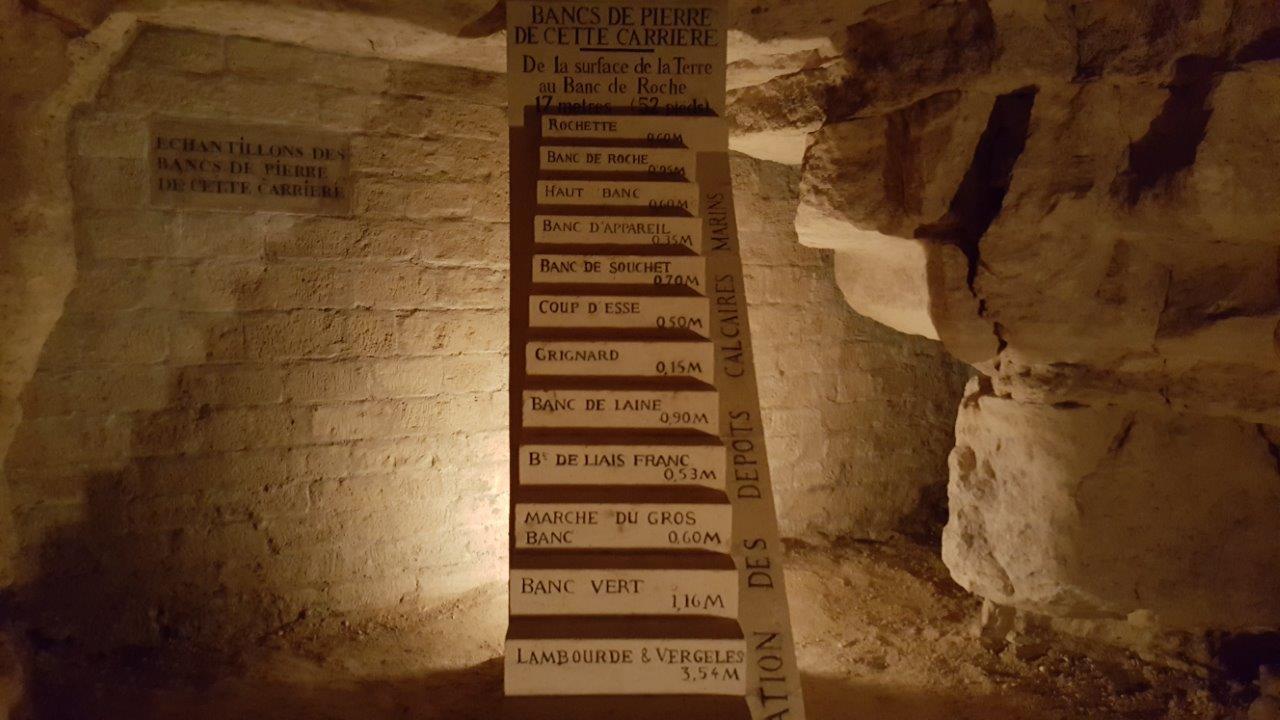 ECHANTILLONS DES
BANCS DE PIERRE
DE CETTE CARRIERE
BANCS DE PIERRE
DE CETTE CARRIERE
De la surface de la Terre
au Banc de Roche
17 metres (52 pieds)
ROCHETTE
0,60M
BANC DE ROCHE
0,95M
HAUT BANC
0,60M
BANC D'APPAREIL
0,35M
BANC DE SOUCHET
0,70M
COUP D'ESSE
0,50M
GRIGNARD
0,15M
BANC DE LAINE
0,90M
Bᶜ DE LIAIS FRANC
0,53M
MARCHE DU GROS
BANC 0,60M
BANC VERT
1,16M
LAMBOURDE & VERGELES
3,54M
ATION DES DEPOTS CALCAIRES MARINS